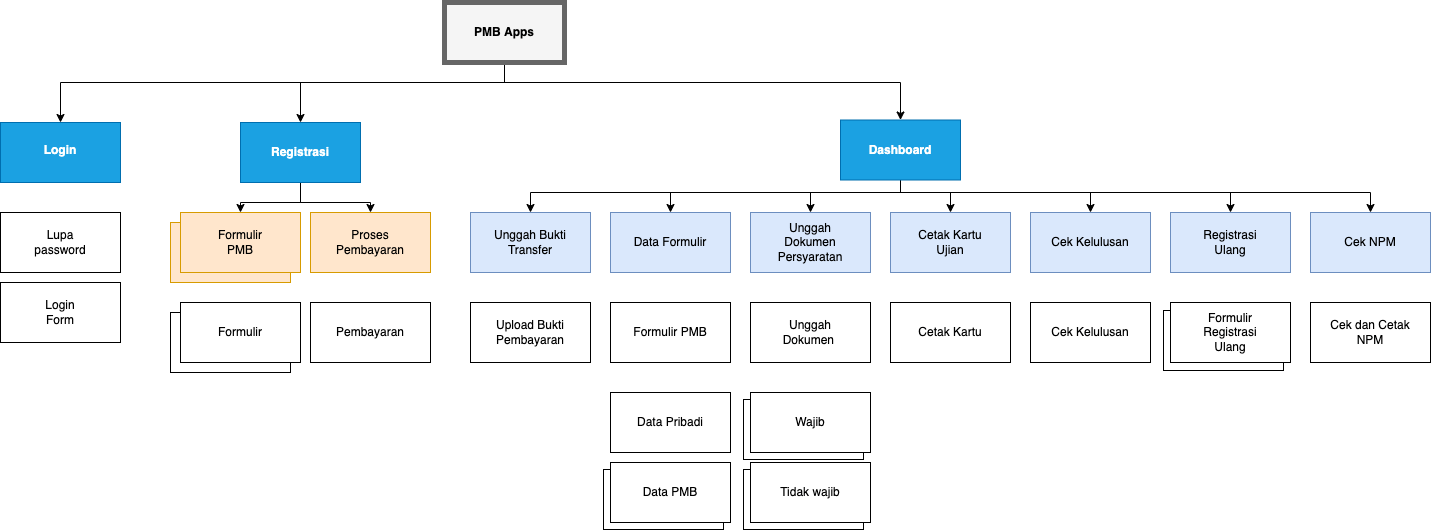 PMB Apps
Login
Registrasi
Dashboard
Lupa
password
Formulir
PMB
Proses
Pembayaran
Unggah Bukti
Transfer
Data Formulir
Unggah
Dokumen
Persyaratan
Cetak Kartu
Ujian
Cek Kelulusan
Registrasi
Ulang
Cek NPM
Login
Form
Formulir
Pembayaran
Upload Bukti
Pembayaran
Formulir PMB
Unggah
Dokumen
Cetak Kartu
Cek Kelulusan
Formulir
Registrasi
Ulang
Cek dan Cetak
NPM
Data Pribadi
Wajib
Data PMB
Tidak wajib